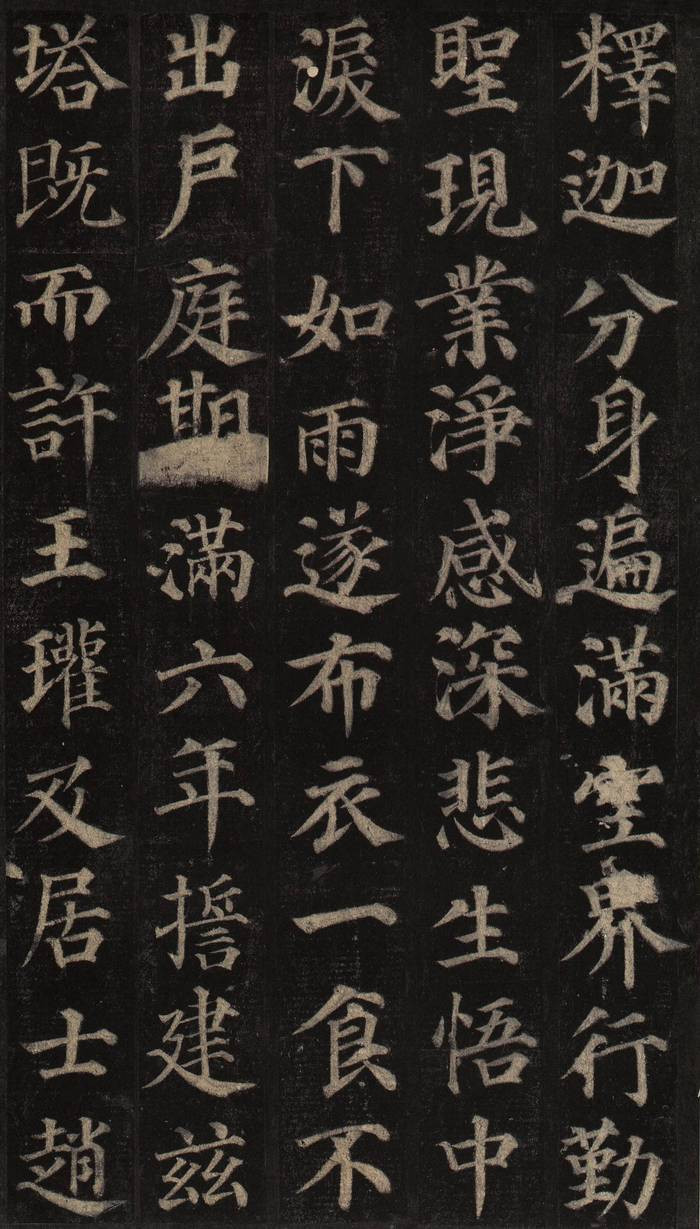 釋迦分身遍滿空界行勤
聖現業淨感深悲生悟中
淚下如雨遂布衣一食不
出戶庭期滿六年誓建茲
塔既而許王瓘及居士趙